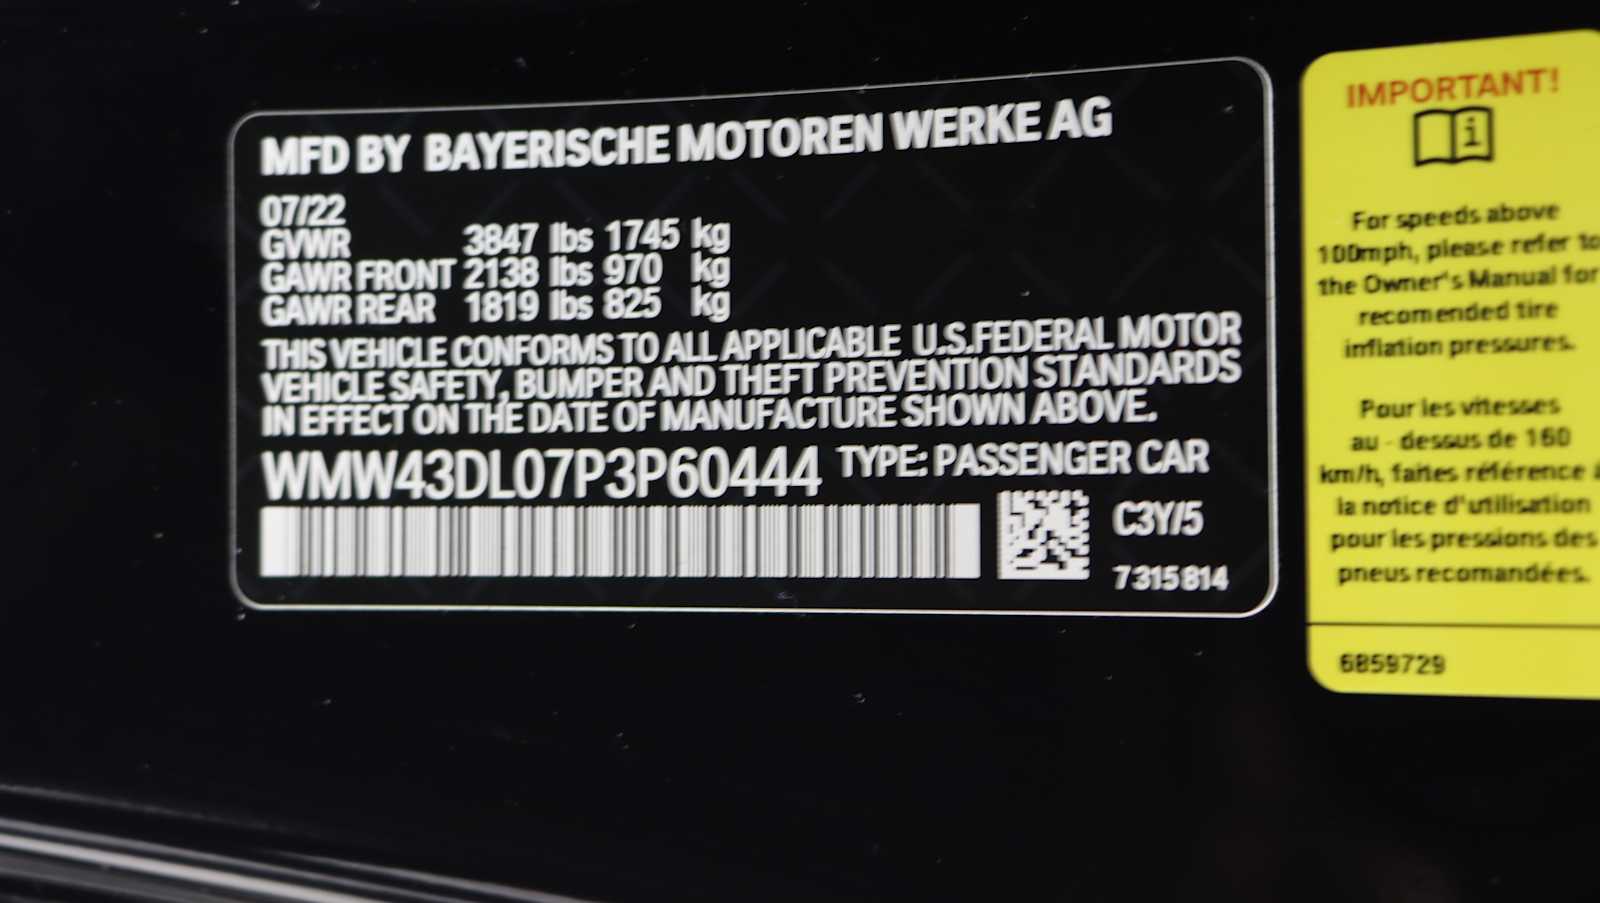 MFD BY BAYERISCHE MOTOREN WERKE AG
07/22
GVWR 3847 lbs 1745 kg
GAWR FRONT 2138 lbs 970 kg
GAWR REAR 1819 lbs 825 kg
THIS VEHICLE CONFORMS TO ALL APPLICABLE U.S.FEDERAL MOTOR
VEHICLE SAFETY, BUMPER AND THEFT PREVENTION STANDARDS
IN EFFECT ON THE DATE OF MANUFACTURE SHOWN ABOVE.
WMW43DL07P3P60444 TYPE: PASSENGER CAR
C3Y/5
7315814
IMPORTANT!
i
For speeds above
100mph, please refer to
the Owner's Manual for
recomended tire
inflation pressures.
Pour les vitesses
au - dessus de 160
km/h, faites référence à
la notice d'utilisation
pour les pressions des
pneus recomandées.
6859729